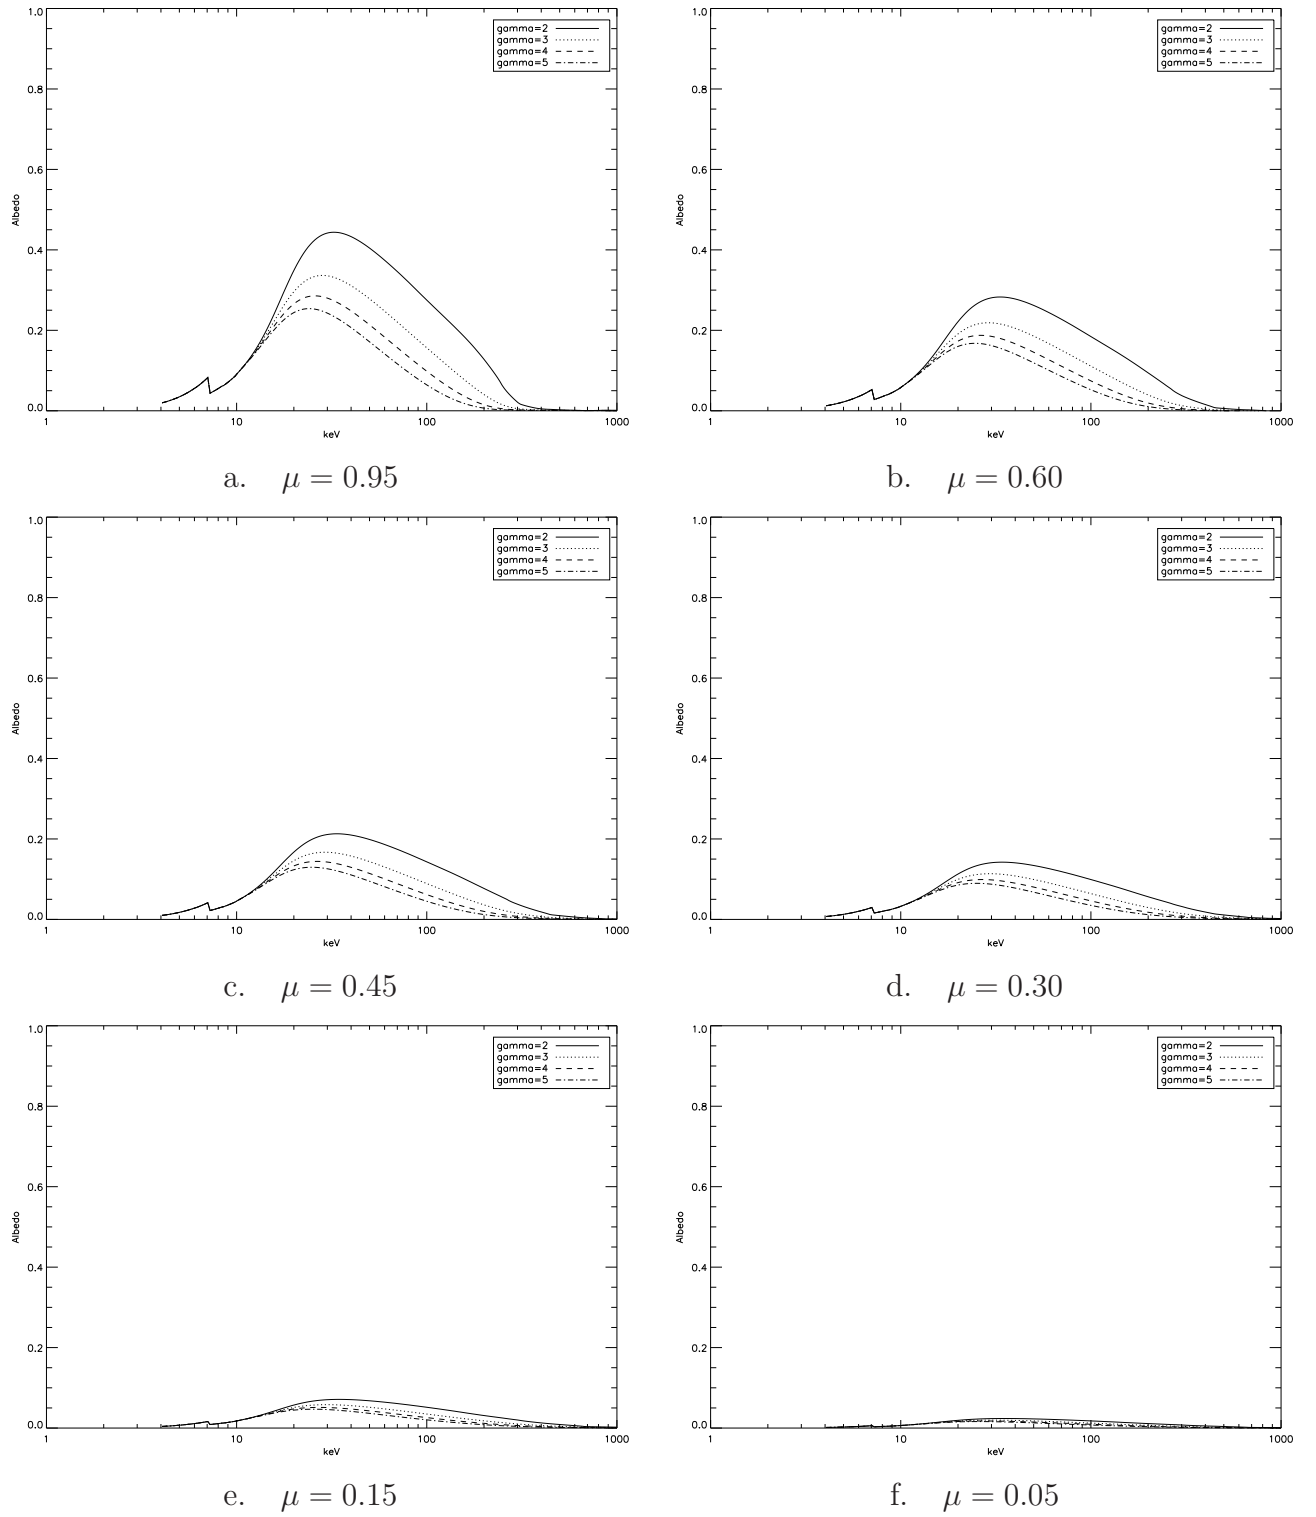 1.0
gamma=2
gamma=3
gamma=4
gamma=5
0.8
0.6
Albedo
0.4
0.2
0.0
1 10 100 1000
keV
a. μ = 0.95
1.0
gamma=2
gamma=3
gamma=4
gamma=5
0.8
0.6
Albedo
0.4
0.2
0.0
1 10 100 1000
keV
b. μ = 0.60
1.0
gamma=2
gamma=3
gamma=4
gamma=5
0.8
0.6
Albedo
0.4
0.2
0.0
1 10 100 1000
keV
c. μ = 0.45
1.0
gamma=2
gamma=3
gamma=4
gamma=5
0.8
0.6
Albedo
0.4
0.2
0.0
1 10 100 1000
keV
d. μ = 0.30
1.0
gamma=2
gamma=3
gamma=4
gamma=5
0.8
0.6
Albedo
0.4
0.2
0.0
1 10 100 1000
keV
e. μ = 0.15
1.0
gamma=2
gamma=3
gamma=4
gamma=5
0.8
0.6
Albedo
0.4
0.2
0.0
1 10 100 1000
keV
f. μ = 0.05